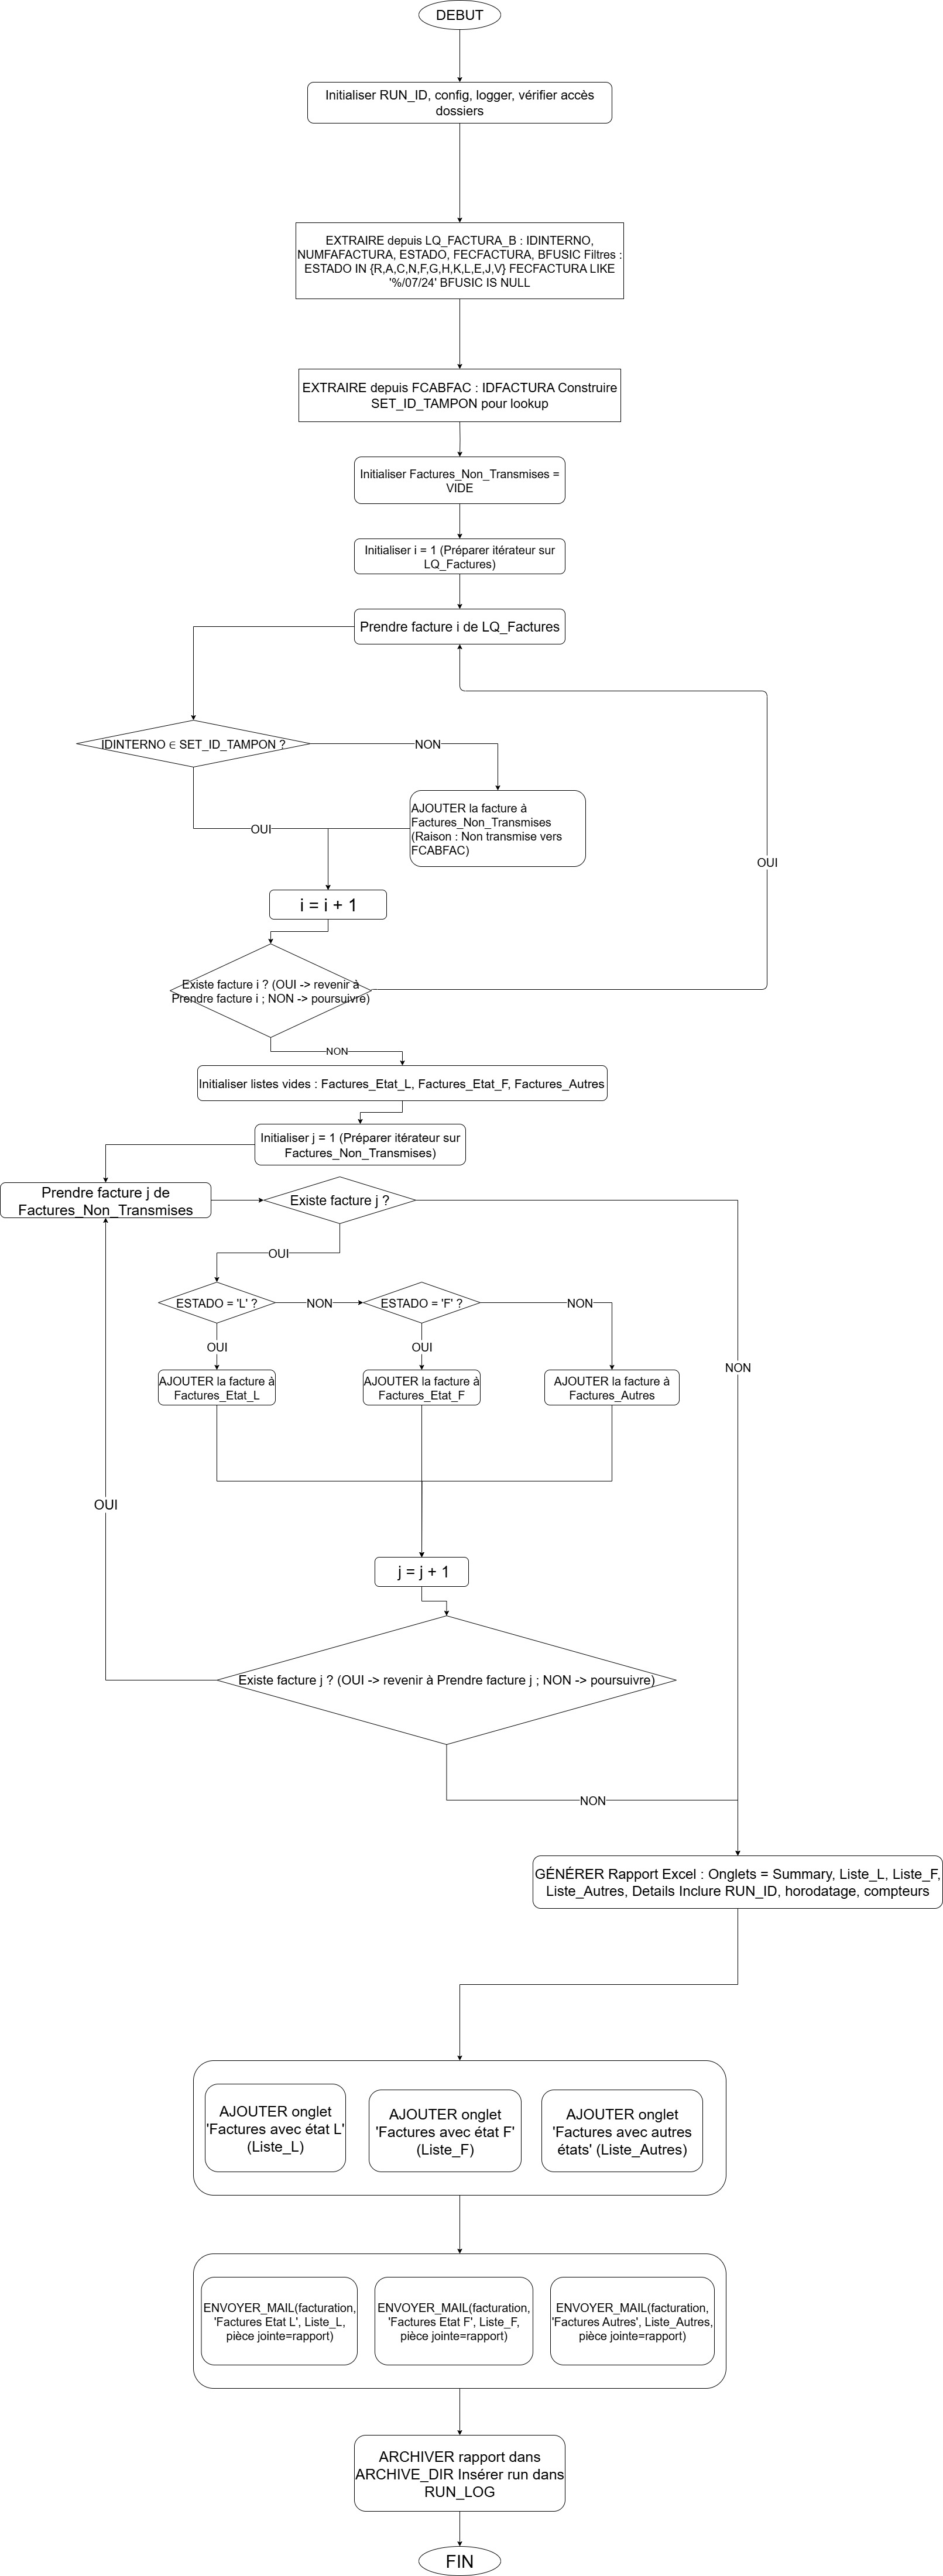 DEBUT
Initialiser RUN_ID, config, logger, vérifier accès
dossiers
EXTRAIRE depuis LQ_FACTURA_B : IDINTERNO,
NUMFAFACTURA, ESTADO, FECFACTURA, BFUSIC Filtres :
ESTADO IN {R,A,C,N,F,G,H,K,L,E,J,V} FECFACTURA LIKE
'%/07/24' BFUSIC IS NULL
EXTRAIRE depuis FCABFAC : IDFACTURA Construire
SET_ID_TAMPON pour lookup
Initialiser Factures_Non_Transmises =
VIDE
Initialiser i = 1 (Préparer itérateur sur
LQ_Factures)
Prendre facture i de LQ_Factures
IDINTERNO ∈ SET_ID_TAMPON ?
NON
AJOUTER la facture à
Factures_Non_Transmises
(Raison : Non transmise vers
FCABFAC)
OUI
OUI
i = i + 1
Existe facture i ? (OUI -> revenir à
Prendre facture i ; NON -> poursuivre)
NON
Initialiser listes vides : Factures_Etat_L, Factures_Etat_F, Factures_Autres
Initialiser j = 1 (Préparer itérateur sur
Factures_Non_Transmises)
Prendre facture j de
Factures_Non_Transmises
Existe facture j ?
OUI
ESTADO = 'L' ?
NON
ESTADO = 'F' ?
NON
OUI
OUI
NON
AJOUTER la facture à
Factures_Etat_L
AJOUTER la facture à
Factures_Etat_F
AJOUTER la facture à
Factures_Autres
OUI
j = j + 1
Existe facture j ? (OUI -> revenir à Prendre facture j ; NON -> poursuivre)
NON
GÉNÉRER Rapport Excel : Onglets = Summary, Liste_L, Liste_F,
Liste_Autres, Details Inclure RUN_ID, horodatage, compteurs
AJOUTER onglet
'Factures avec état L'
(Liste_L)
AJOUTER onglet
'Factures avec état F'
(Liste_F)
AJOUTER onglet
'Factures avec autres
états' (Liste_Autres)
ENVOYER_MAIL(facturation,
'Factures Etat L', Liste_L,
pièce jointe=rapport)
ENVOYER_MAIL(facturation,
'Factures Etat F', Liste_F,
pièce jointe=rapport)
ENVOYER_MAIL(facturation,
'Factures Autres', Liste_Autres,
pièce jointe=rapport)
ARCHIVER rapport dans
ARCHIVE_DIR Insérer run dans
RUN_LOG
FIN